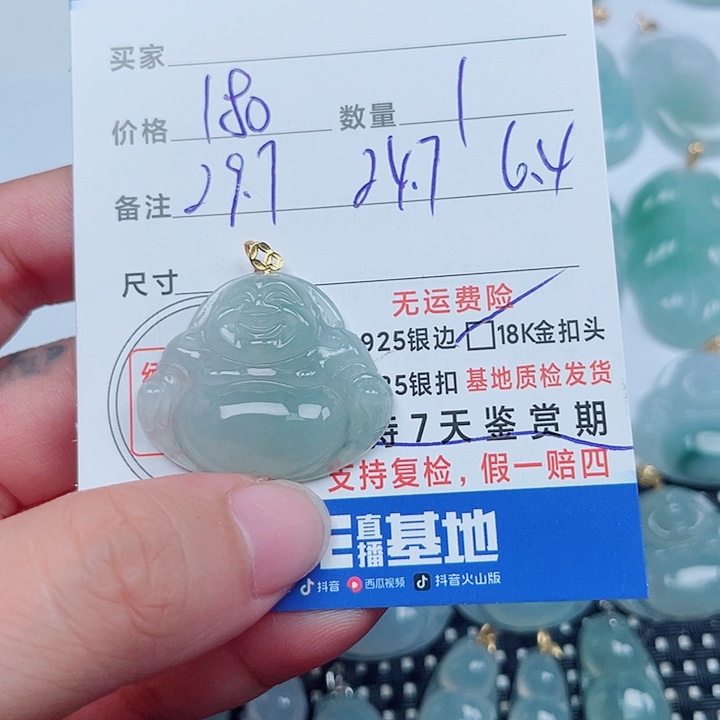 买家
价格 180 数量 1
备注 29.7 24.7 6.4
尺寸
无运费险
925银边 18K金扣头
银扣 基地质检发货
持7天鉴赏期
支持复检，假一赔四
直播基地
抖音 西瓜视频 抖音火山版